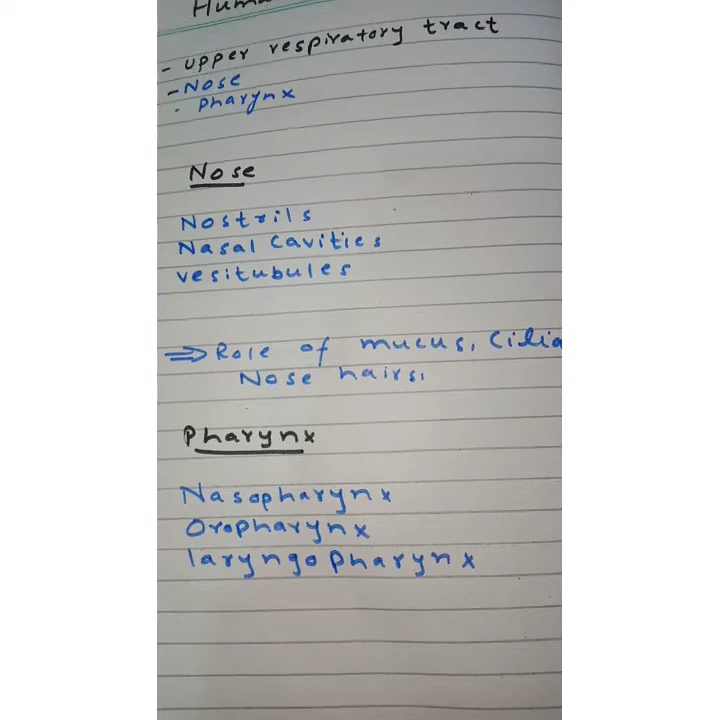 - upper respiratory tract
- Nose
- Pharynx
Nose
Nostrils
Nasal Cavities
vesitubules
⇒ Role of mucus, Cilia
Nose hairs,
Pharynx
Nasopharynx
Oropharynx
laryngopharynx